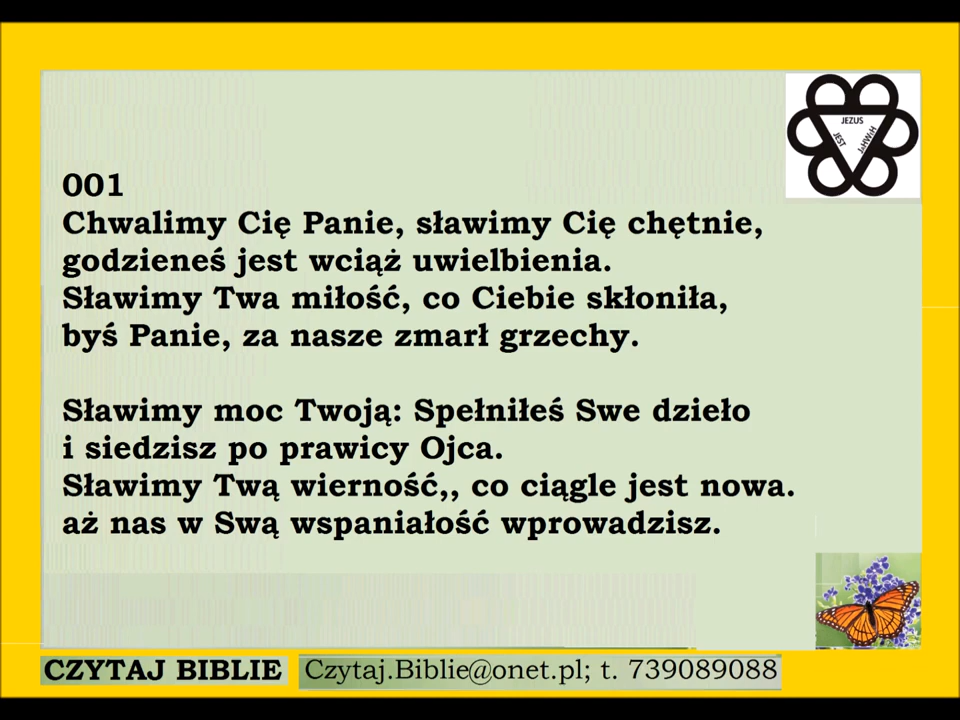 JEZUS
JEST
JaHWeH
001
Chwalimy Cię Panie, sławimy Cię chętnie,
godzieneś jest wciąż uwielbienia.
Sławimy Twa miłość, co Ciebie skłoniła,
byś Panie, za nasze zmarł grzechy.
Sławimy moc Twoją: Spełniłeś Swe dzieło
i siedzisz po prawicy Ojca.
Sławimy Twą wierność,, co ciągle jest nowa.
aż nas w Swą wspaniałość wprowadzisz.
CZYTAJ BIBLIE
Czytaj.Biblie@onet.pl; t. 739089088